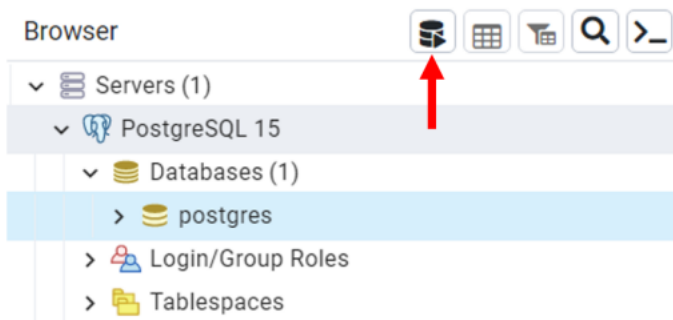 Browser
Servers (1)
PostgreSQL 15
Databases (1)
postgres
Login/Group Roles
Tablespaces